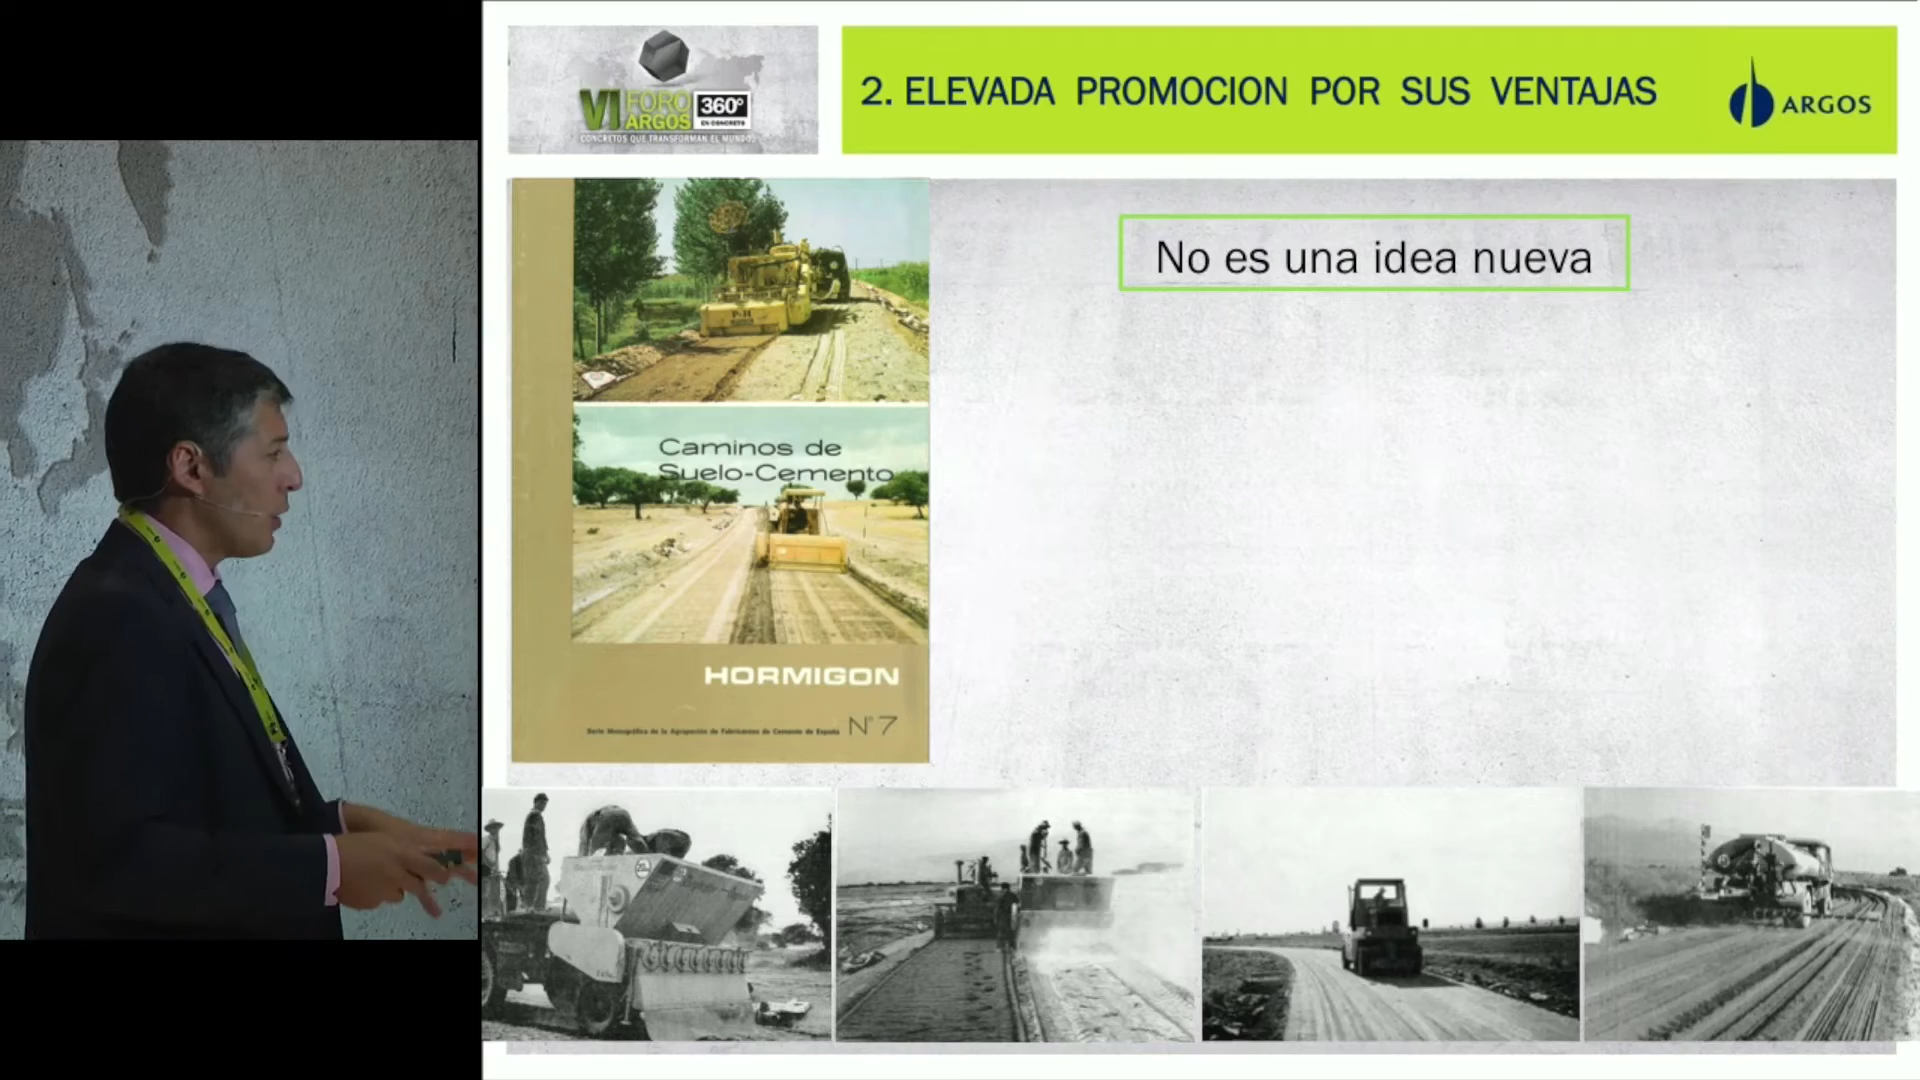 VI FORO ARGOS 360°
EN CONCRETO
CONCRETOS QUE TRANSFORMAN EL MUNDO
2. ELEVADA PROMOCION POR SUS VENTAJAS
ARGOS
No es una idea nueva
P&H
Caminos de
Suelo-Cemento
HORMIGON
Serie Monográfica de la Agrupación de Fabricantes de Cemento de España
N° 7